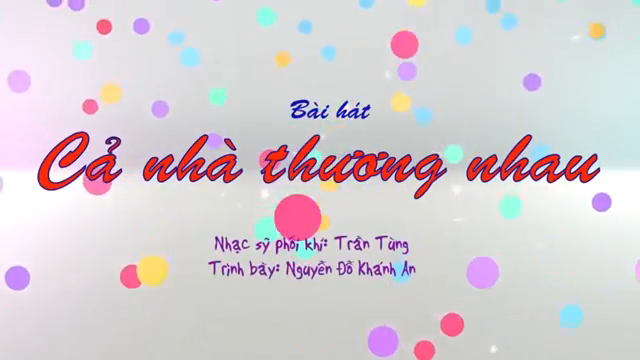 Bài hát
Cả nhà thương nhau
Nhạc sỹ phối khí: Trần Tùng
Trình bày: Nguyễn Đỗ Khánh An